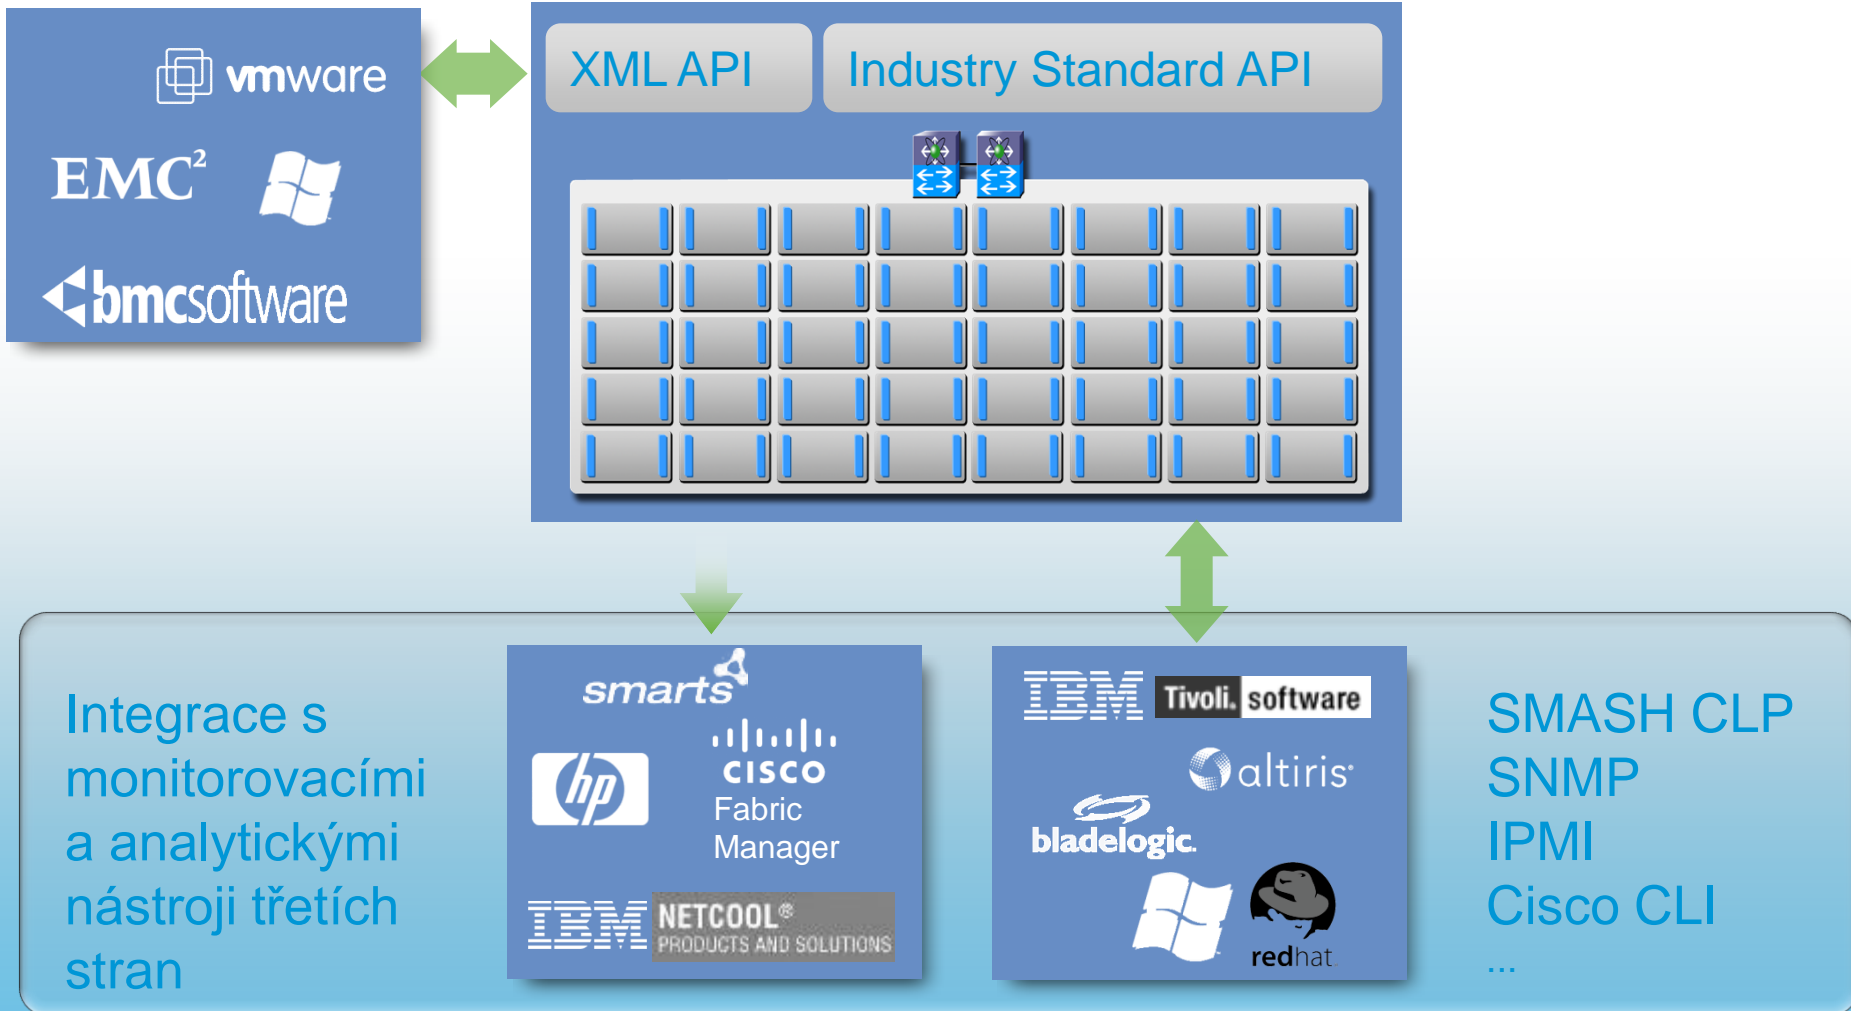 vmware
EMC²
bmcsoftware
XML API
Industry Standard API
Integrace s
monitorovacími
a analytickými
nástroji třetích
stran
smarts
hp
CISCO
Fabric
Manager
IBM NETCOOL®
PRODUCTS AND SOLUTIONS
IBM Tivoli. software
altiris
bladelogic.
redhat
SMASH CLP
SNMP
IPMI
Cisco CLI
...